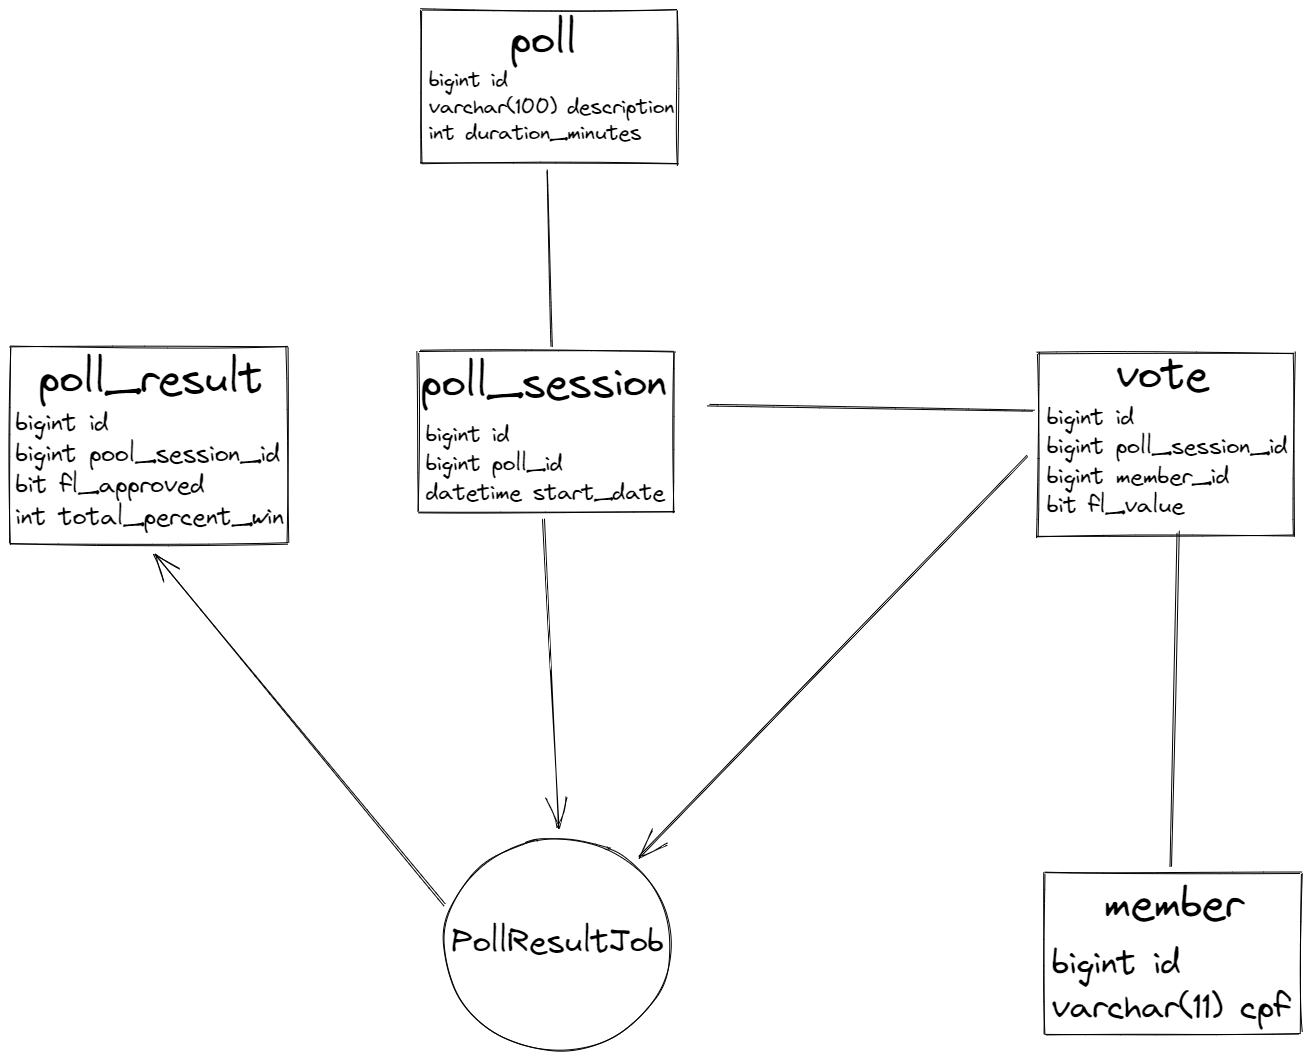 poll
bigint id
varchar(100) description
int duration_minutes
poll_result
bigint id
bigint pool_session_id
bit fl_approved
int total_percent_win
poll_session
bigint id
bigint poll_id
datetime start_date
vote
bigint id
bigint poll_session_id
bigint member_id
bit fl_value
PollResultJob
member
bigint id
varchar(11) cpf